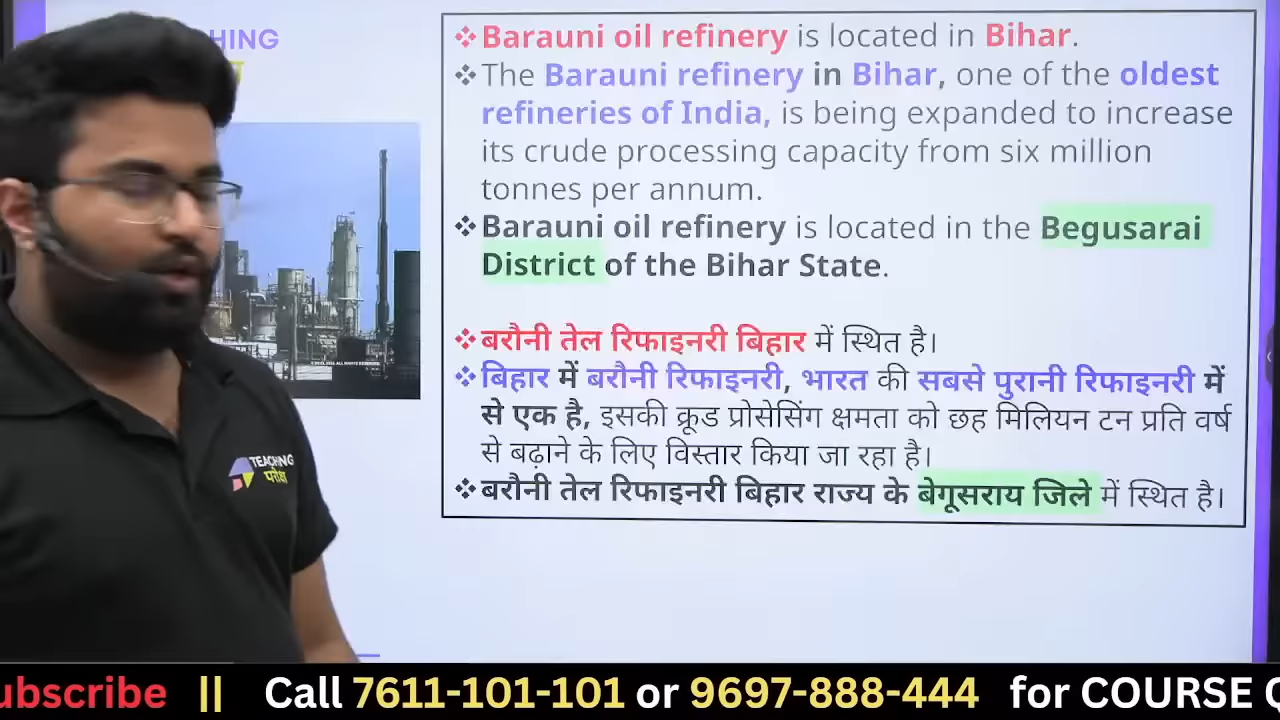 HING
❖Barauni oil refinery is located in Bihar.
❖The Barauni refinery in Bihar, one of the oldest
refineries of India, is being expanded to increase
its crude processing capacity from six million
tonnes per annum.
❖Barauni oil refinery is located in the Begusarai
District of the Bihar State.
❖बरौनी तेल रिफाइनरी बिहार में स्थित है।
❖बिहार में बरौनी रिफाइनरी, भारत की सबसे पुरानी रिफाइनरी में
से एक है, इसकी क्रूड प्रोसेसिंग क्षमता को छह मिलियन टन प्रति वर्ष
से बढ़ाने के लिए विस्तार किया जा रहा है।
❖बरौनी तेल रिफाइनरी बिहार राज्य के बेगूसराय जिले में स्थित है।
TEACHING
परीक्षा
ubscribe || Call 7611-101-101 or 9697-888-444 for COURSE Q